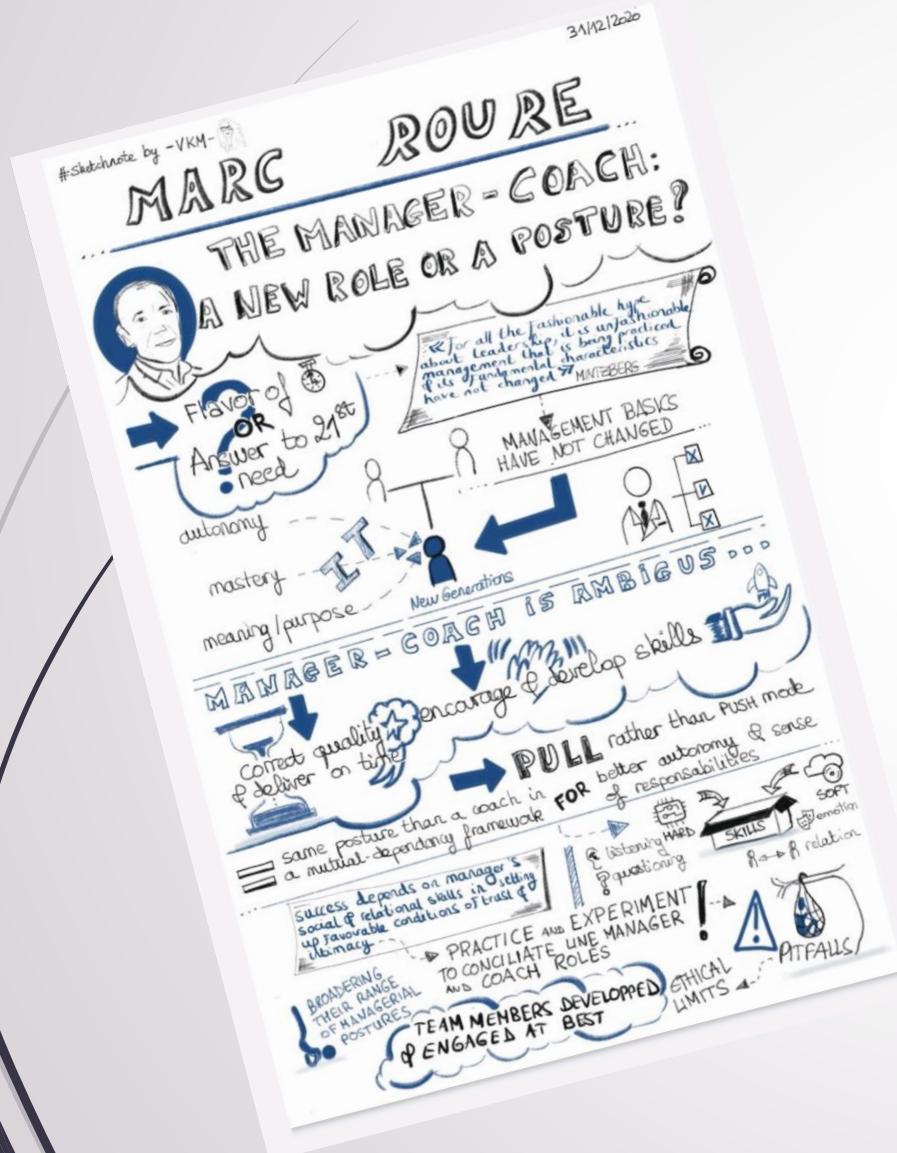 31/12/2020
#Sketchnote by -VKM-
MARC ROURE
THE MANAGER-COACH:
A NEW ROLE OR A POSTURE?
« for all the fashionable hype
about leadership, it is unfashionable
management that is being practiced
& its fundamental characteristics
have not changed » MINTZBERG
Flavor of
OR
Answer to 21st
need
?
MANAGEMENT BASICS
HAVE NOT CHANGED
autonomy
mastery
meaning/purpose
IT
New Generations
X
V
X
MANAGER-COACH iS AMBIGUS...
correct quality
& deliver on time
encourage & develop skills
PULL rather than PUSH mode
FOR better autonomy & sense
of responsabilities
= same posture than a coach in
a mutual-dependancy framework
listening
questioning
HARD
SKILLS
SOFT
emotion
relation
success depends on manager's
social & relational skills in setting
up favorable conditions of trust &
PRACTICE AND EXPERIMENT
TO CONCILIATE LINE MANAGER
AND COACH ROLES
!
PITFALLS
ETHICAL
LIMITS
BROADERING
THEIR RANGE
OF MANAGERIAL
POSTURES
TEAM MEMBERS DEVELOPPED
& ENGAGED AT BEST